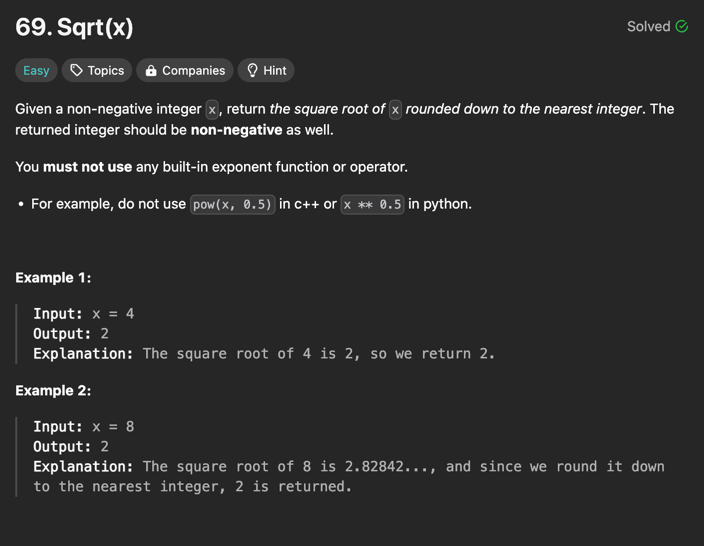 69. Sqrt(x)
Solved
Easy Topics Companies Hint
Given a non-negative integer x, return the square root of x rounded down to the nearest integer. The
returned integer should be non-negative as well.
You must not use any built-in exponent function or operator.
• For example, do not use pow(x, 0.5) in c++ or x ** 0.5 in python.
Example 1:
Input: x = 4
Output: 2
Explanation: The square root of 4 is 2, so we return 2.
Example 2:
Input: x = 8
Output: 2
Explanation: The square root of 8 is 2.82842..., and since we round it down
to the nearest integer, 2 is returned.